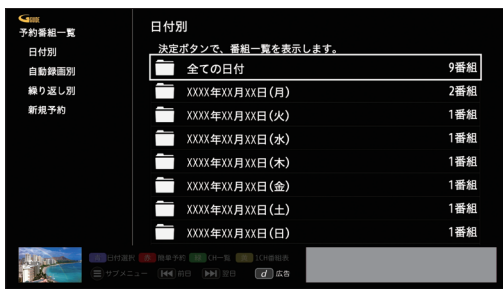 G GUIDE
予約番組一覧
日付別
自動録画別
繰り返し別
新規予約
日付別
決定ボタンで、番組一覧を表示します。
全ての日付 9番組
XXXX年XX月XX日(月) 2番組
XXXX年XX月XX日(火) 1番組
XXXX年XX月XX日(水) 1番組
XXXX年XX月XX日(木) 1番組
XXXX年XX月XX日(金) 1番組
XXXX年XX月XX日(土) 1番組
XXXX年XX月XX日(日) 1番組
青 日付選択 赤 簡単予約 緑 CH一覧 黄 1CH番組表
サブメニュー 前日 翌日 d 広告